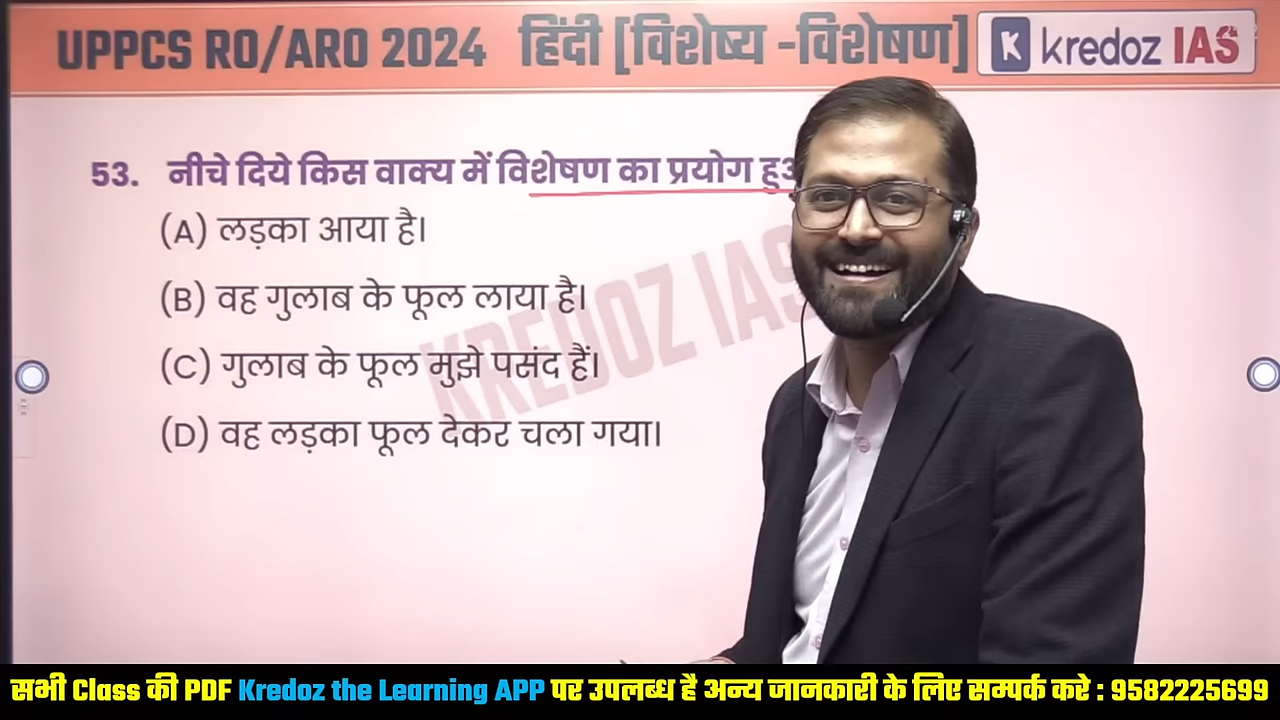 UPPCS RO/ARO 2024 हिंदी [विशेष्य -विशेषण]
K kredoz IAS
53. नीचे दिये किस वाक्य में विशेषण का प्रयोग
(A) लड़का आया है।
(B) वह गुलाब के फूल लाया है।
(C) गुलाब के फूल मुझे पसंद हैं।
(D) वह लड़का फूल देकर चला गया।
KREDOZ IAS
सभी Class की PDF Kredoz the Learning APP पर उपलब्ध है अन्य जानकारी के लिए सम्पर्क करे : 9582225699